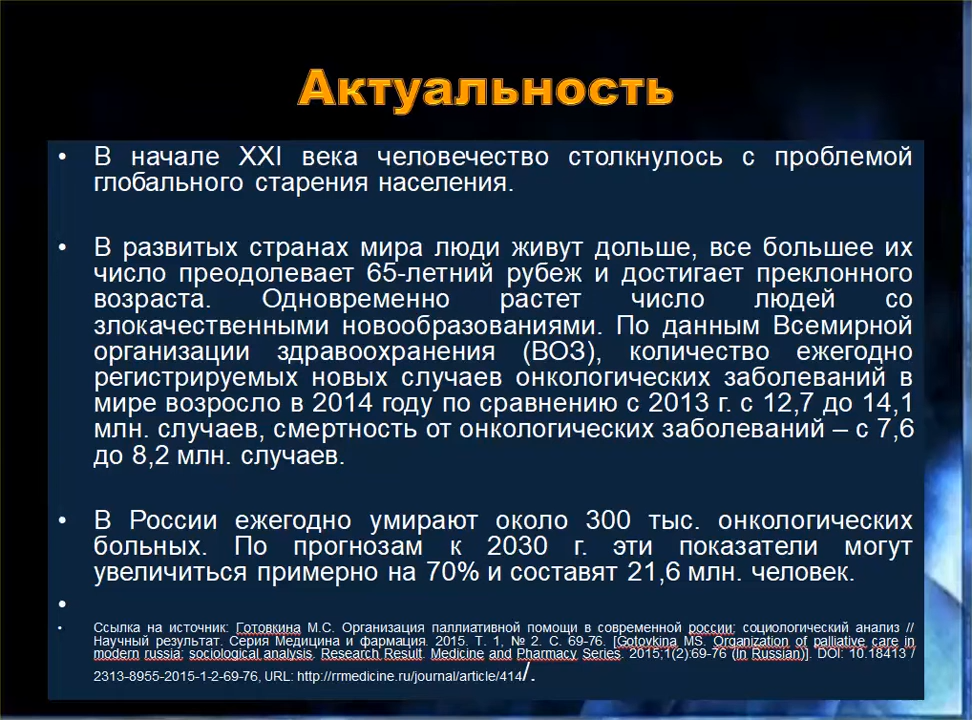 Актуальность
• В начале XXI века человечество столкнулось с проблемой
глобального старения населения.
• В развитых странах мира люди живут дольше, все большее их
число преодолевает 65-летний рубеж и достигает преклонного
возраста. Одновременно растет число людей со
злокачественными новообразованиями. По данным Всемирной
организации здравоохранения (ВОЗ), количество ежегодно
регистрируемых новых случаев онкологических заболеваний в
мире возросло в 2014 году по сравнению с 2013 г. с 12,7 до 14,1
млн. случаев, смертность от онкологических заболеваний – с 7,6
до 8,2 млн. случаев.
• В России ежегодно умирают около 300 тыс. онкологических
больных. По прогнозам к 2030 г. эти показатели могут
увеличиться примерно на 70% и составят 21,6 млн. человек.
•
• Ссылка на источник: Готовкина М.С. Организация паллиативной помощи в современной россии: социологический анализ //
Научный результат. Серия Медицина и фармация. 2015. Т. 1, № 2. С. 69-76. [Gotovkina MS. Organization of palliative care in
modern russia: sociological analysis. Research Result. Medicine and Pharmacy Series. 2015;1(2):69-76 (In Russian)]. DOI: 10.18413 /
2313-8955-2015-1-2-69-76, URL: http://rrmedicine.ru/journal/article/414/.